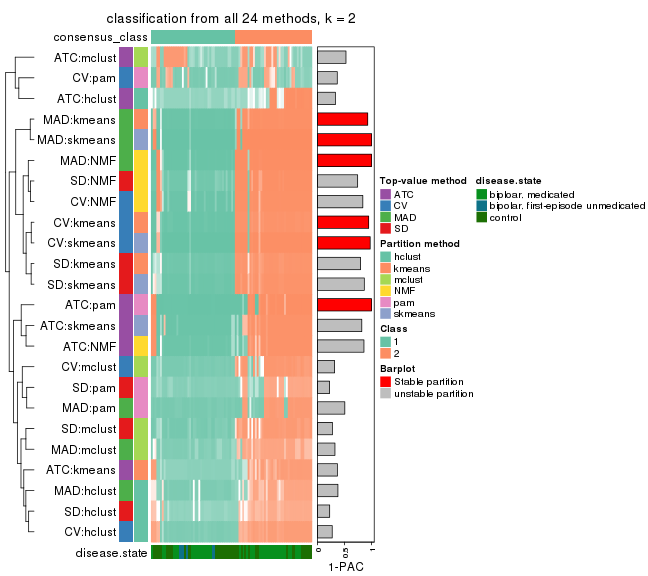 classification from all 24 methods, k = 2
consensus_class
ATC:mclust
CV:pam
ATC:hclust
MAD:kmeans
MAD:skmeans
MAD:NMF
SD:NMF
CV:NMF
CV:kmeans
CV:skmeans
SD:kmeans
SD:skmeans
ATC:pam
ATC:skmeans
ATC:NMF
CV:mclust
SD:pam
MAD:pam
SD:mclust
MAD:mclust
ATC:kmeans
MAD:hclust
SD:hclust
CV:hclust
disease.state
0
0.5
1
1-PAC
Top-value method
ATC
CV
MAD
SD
Partition method
hclust
kmeans
mclust
NMF
pam
skmeans
Class
1
2
Barplot
Stable partition
unstable partition
disease.state
biploar, medicated
bipolar, first-episode unmedicated
control